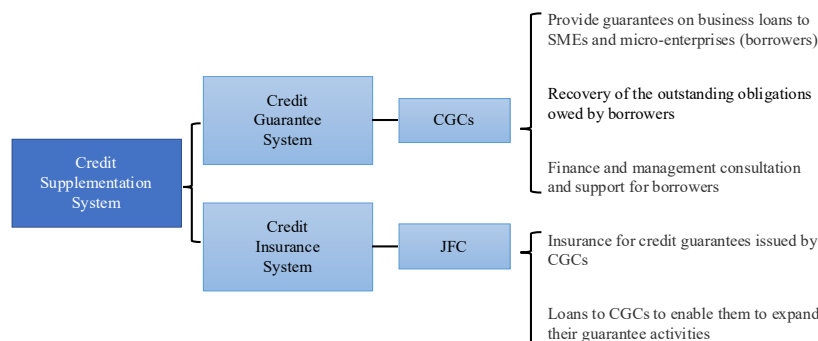 Credit
Supplementation
System
Credit
Guarantee
System
CGCs
Provide guarantees on business loans to
SMEs and micro-enterprises (borrowers)
Recovery of the outstanding obligations
owed by borrowers
Finance and management consultation
and support for borrowers
Credit
Insurance
System
JFC
Insurance for credit guarantees issued by
CGCs
Loans to CGCs to enable them to expand
their guarantee activities